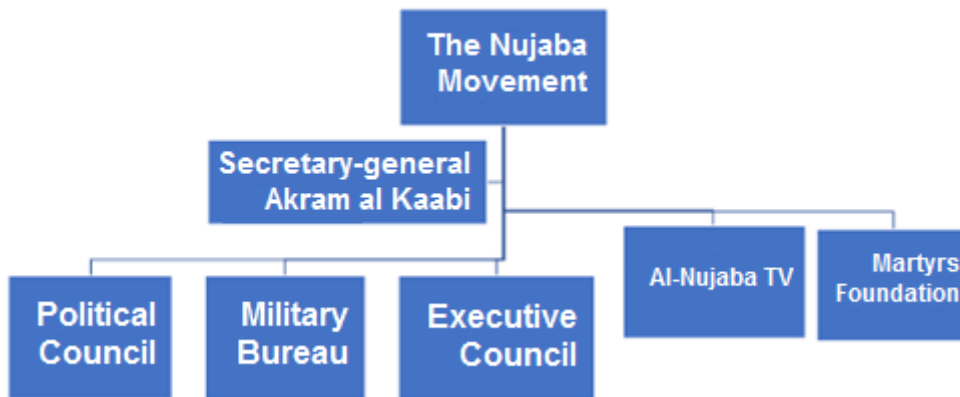 The Nujaba
Movement
Secretary-general
Akram al Kaabi
Political
Council
Military
Bureau
Executive
Council
Al-Nujaba TV
Martyrs
Foundation